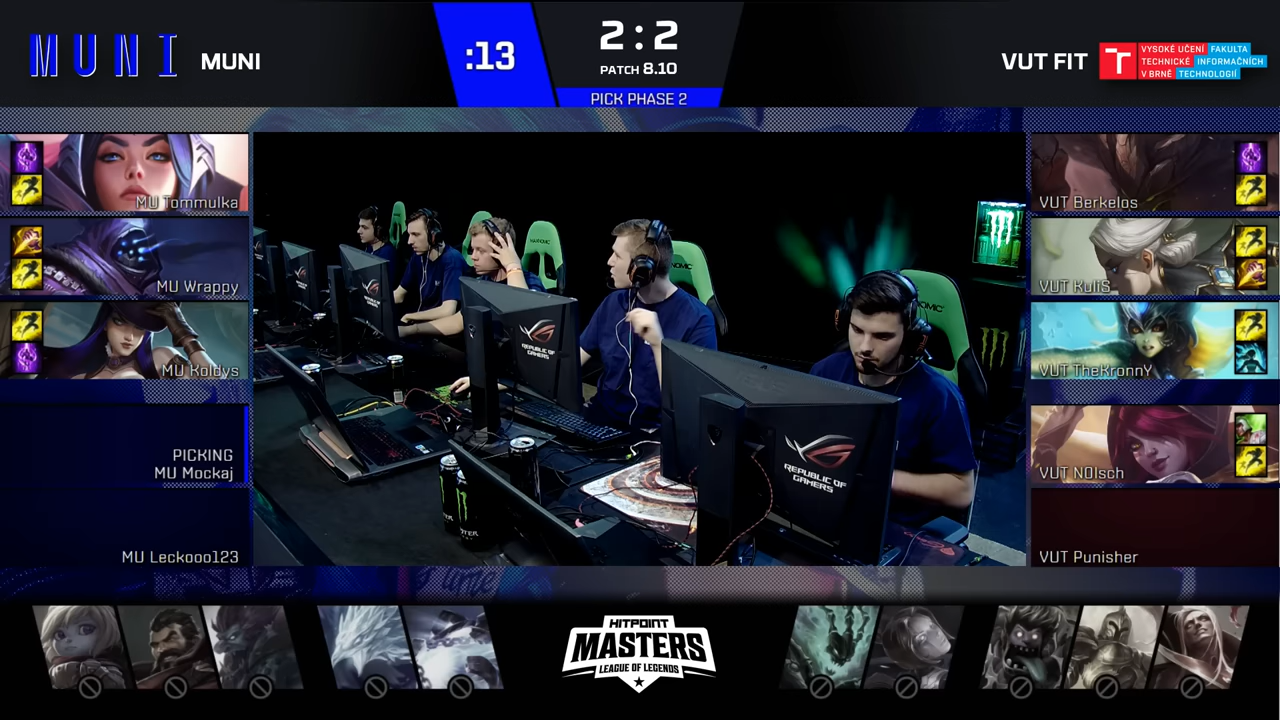 MUNI
MUNI
:13
2:2
PATCH 8.10
PICK PHASE 2
VUT FIT
T
VYSOKÉ UČENÍ FAKULTA
TECHNICKÉ INFORMAČNÍCH
V BRNĚ TECHNOLOGIÍ
MU Tommulka
MU Wrappy
MU Koldys
PICKING
MU Mockaj
MU Leckooo123
VUT Berkelos
VUT KuliS
VUT TheKronnY
VUT N0Isch
VUT Punisher
REPUBLIC OF
GAMERS
REPUBLIC OF
GAMERS
HITPOINT
MASTERS
LEAGUE OF LEGENDS